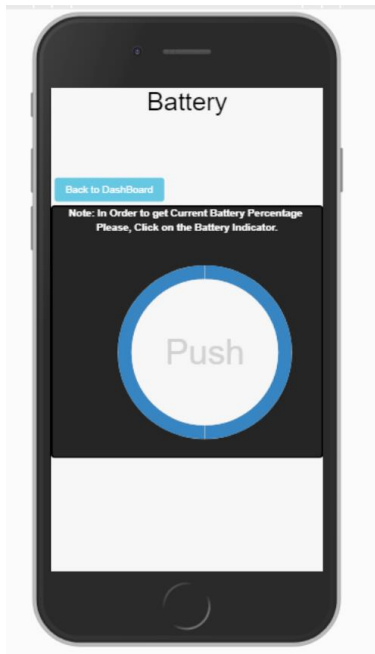 Battery
Back to DashBoard
Note: In Order to get Current Battery Percentage
Please, Click on the Battery Indicator.
Push